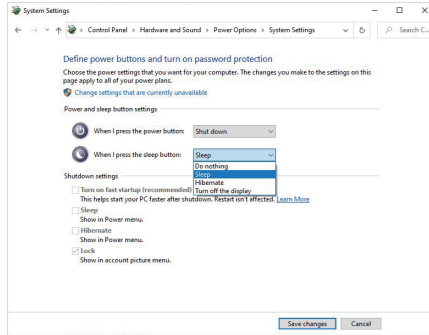 System Settings
Control Panel > Hardware and Sound > Power Options > System Settings
Search C...
Define power buttons and turn on password protection
Choose the power settings that you want for your computer. The changes you make to the settings on this
page apply to all of your power plans.
Change settings that are currently unavailable
Power and sleep button settings
When I press the power button: Shut down
When I press the sleep button: Sleep
Do nothing
Sleep
Hibernate
Turn off the display
Shutdown settings
Turn on fast startup (recommended)
This helps start your PC faster after shutdown. Restart isn't affected. Learn More
Sleep
Show in Power menu.
Hibernate
Show in Power menu.
Lock
Show in account picture menu.
Save changes Cancel